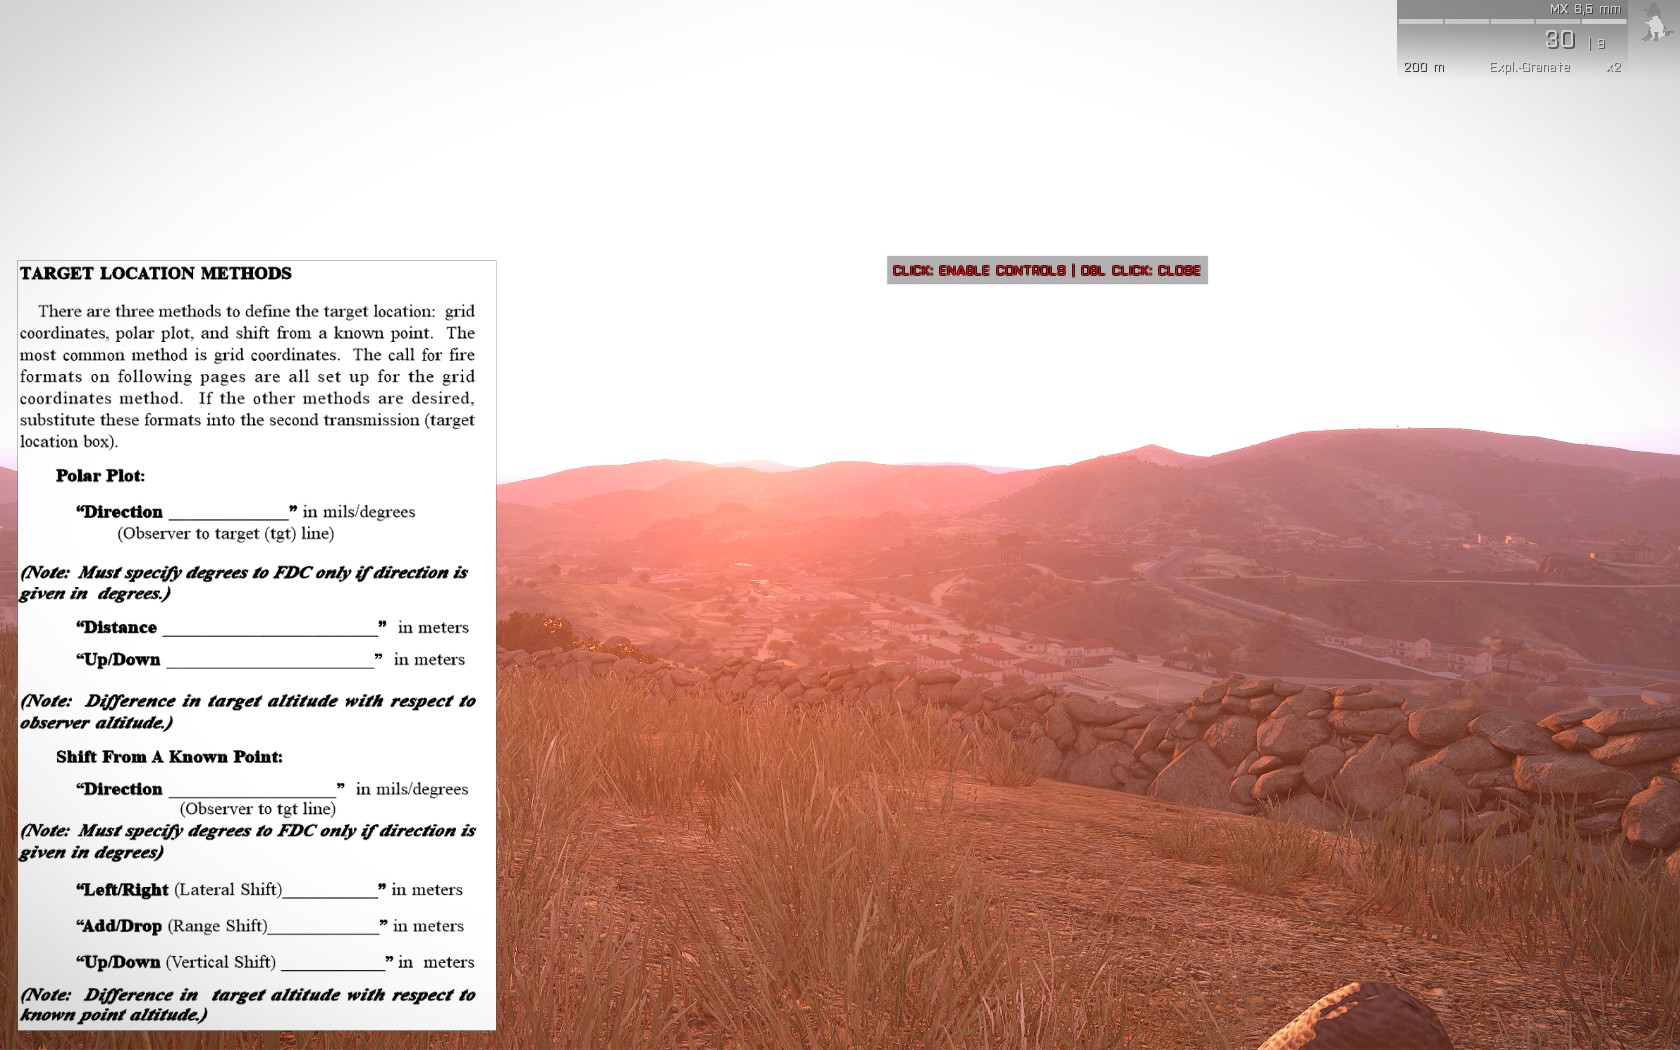 MX 6,5 mm
30 | 9
200 m Expl.-Granate x2
CLICK: ENABLE CONTROLS | DBL CLICK: CLOSE
TARGET LOCATION METHODS
There are three methods to define the target location: grid
coordinates, polar plot, and shift from a known point. The
most common method is grid coordinates. The call for fire
formats on following pages are all set up for the grid
coordinates method. If the other methods are desired,
substitute these formats into the second transmission (target
location box).
Polar Plot:
“Direction ____________” in mils/degrees
(Observer to target (tgt) line)
(Note: Must specify degrees to FDC only if direction is
given in degrees.)
“Distance ______________________” in meters
“Up/Down _____________________” in meters
(Note: Difference in target altitude with respect to
observer altitude.)
Shift From A Known Point:
“Direction _________________” in mils/degrees
(Observer to tgt line)
(Note: Must specify degrees to FDC only if direction is
given in degrees)
“Left/Right (Lateral Shift)__________” in meters
“Add/Drop (Range Shift)____________” in meters
“Up/Down (Vertical Shift) ___________” in meters
(Note: Difference in target altitude with respect to
known point altitude.)